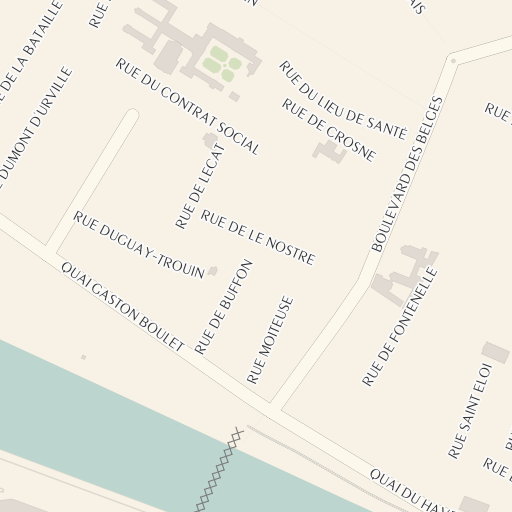 DE LA BATAILLE
RUE
RUE DU CONTRAT SOCIAL
RUE DU LIEU DE SANTÉ
RUE DE CROSNE
BOULEVARD DES BELGES
DUMONT D'URVILLE
RUE DE LECAT
RUE DE LE NOSTRE
RUE DUGUAY-TROUIN
QUAI GASTON BOULET
RUE DE BUFFON
RUE MOITEUSE
RUE DE FONTENELLE
RUE SAINT ELOI
RUE
QUAI DU HAV